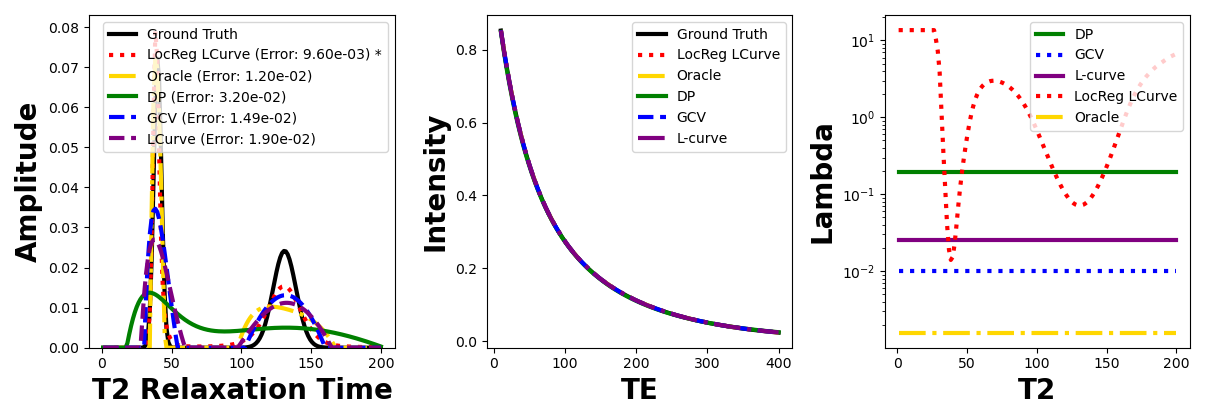 0.08
0.07
0.06
0.05
0.04
0.03
0.02
0.01
0.00
Amplitude
Ground Truth
LocReg LCurve (Error: 9.60e-03) *
Oracle (Error: 1.20e-02)
DP (Error: 3.20e-02)
GCV (Error: 1.49e-02)
LCurve (Error: 1.90e-02)
0 50 100 150 200
T2 Relaxation Time
0.8
0.6
0.4
0.2
0.0
Intensity
Ground Truth
LocReg LCurve
Oracle
DP
GCV
L-curve
0 100 200 300 400
TE
10¹
10⁰
10⁻¹
10⁻²
Lambda
DP
GCV
L-curve
LocReg LCurve
Oracle
0 50 100 150 200
T2